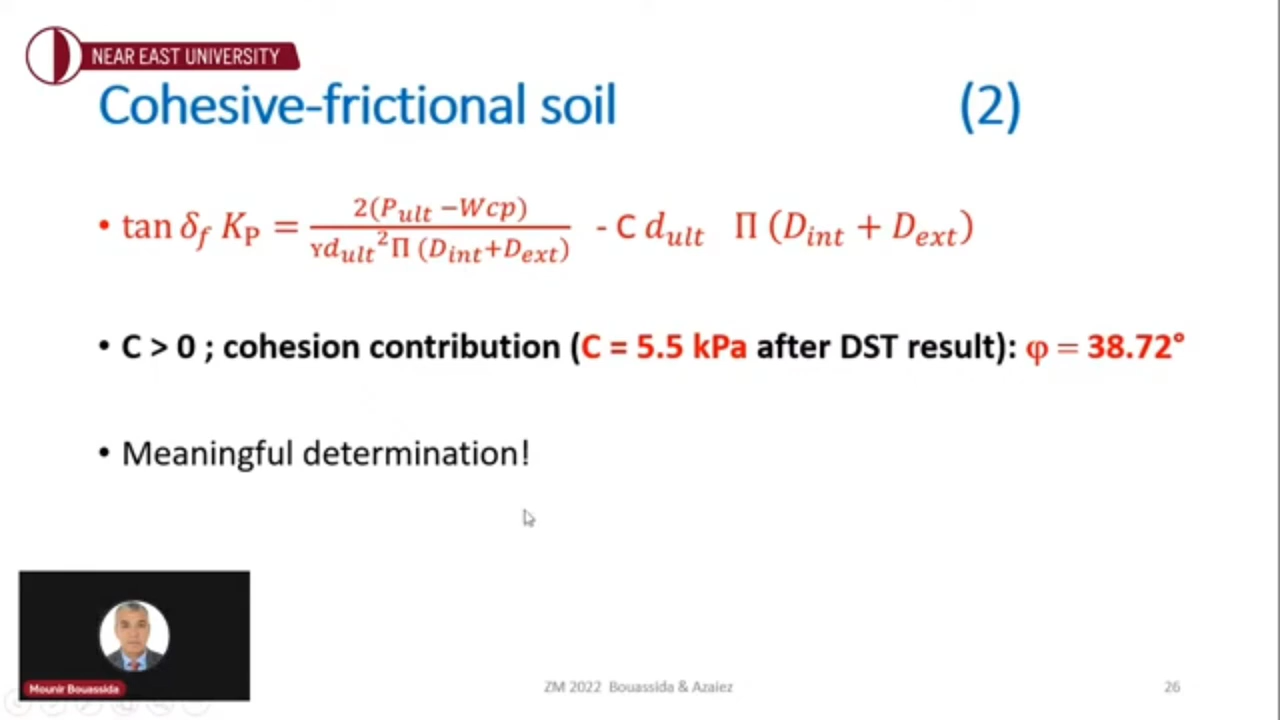 NEAR EAST UNIVERSITY
Cohesive-frictional soil (2)
• tan δf KP = 2(Pult −Wcp) / γdult²Π (Dint+Dext) - C dult Π (Dint + Dext)
• C > 0 ; cohesion contribution (C = 5.5 kPa after DST result): φ = 38.72°
• Meaningful determination!
Mounir Bouassida
ZM 2022 Bouassida & Azaiez
26